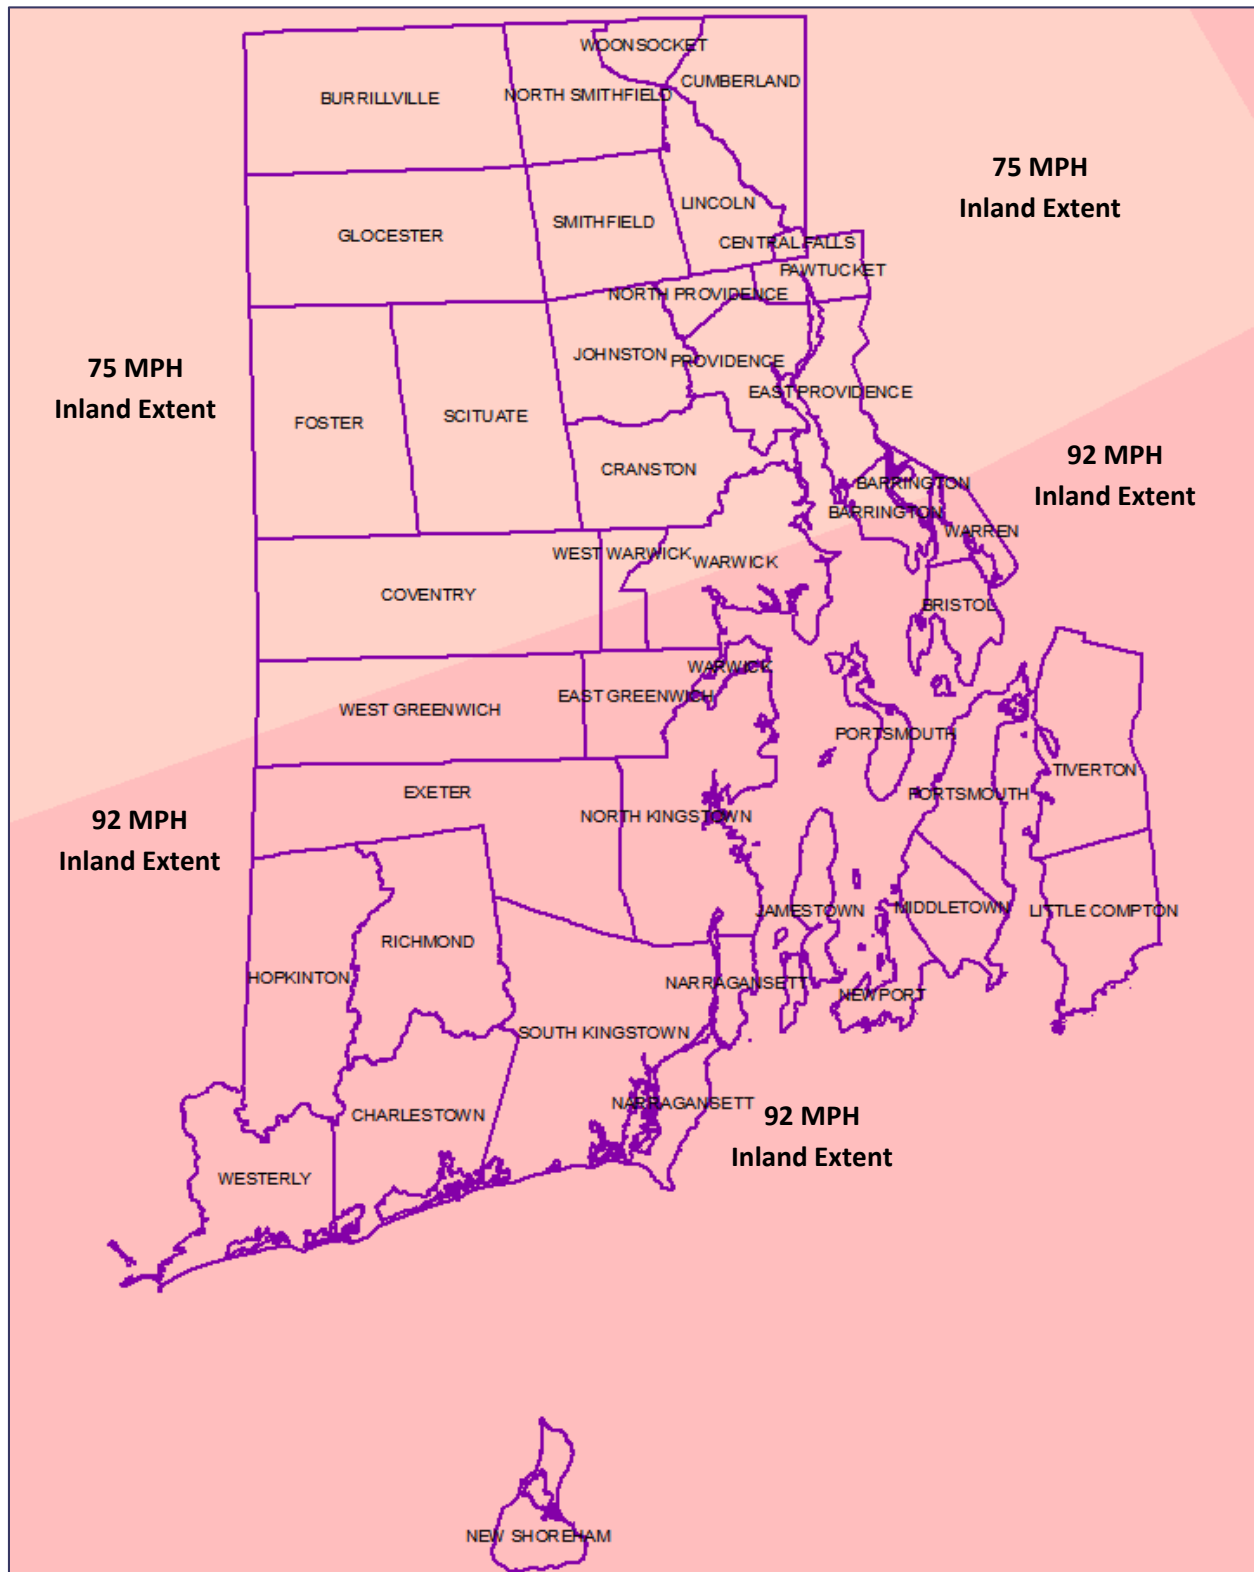 WOONSOCKET
CUMBERLAND
BURRILLVILLE
NORTH SMITHFIELD
75 MPH
Inland Extent
LINCOLN
SMITHFIELD
GLOCESTER
CENTRAL FALLS
PAWTUCKET
NORTH PROVIDENCE
JOHNSTON
PROVIDENCE
75 MPH
Inland Extent
EAST PROVIDENCE
SCITUATE
FOSTER
CRANSTON
92 MPH
Inland Extent
BARRINGTON
BARRINGTON
WARREN
WEST WARWICK
WARWICK
COVENTRY
BRISTOL
WARWICK
EAST GREENWICH
WEST GREENWICH
PORTSMOUTH
TIVERTON
EXETER
PORTSMOUTH
NORTH KINGSTOWN
92 MPH
Inland Extent
JAMESTOWN
MIDDLETOWN
LITTLE COMPTON
RICHMOND
HOPKINTON
NARRAGANSETT
NEWPORT
SOUTH KINGSTOWN
NARRAGANSETT
CHARLESTOWN
92 MPH
Inland Extent
WESTERLY
NEW SHOREHAM